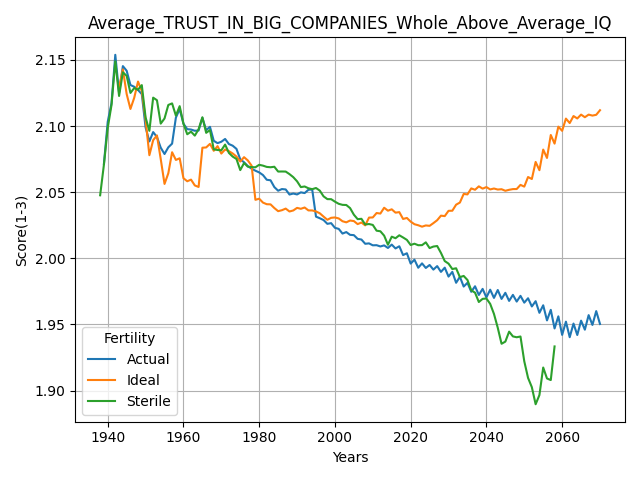 Average_TRUST_IN_BIG_COMPANIES_Whole_Above_Average_IQ
Score(1-3)
2.15
2.10
2.05
2.00
1.95
1.90
Fertility
Actual
Ideal
Sterile
1940
1960
1980
2000
2020
2040
2060
Years